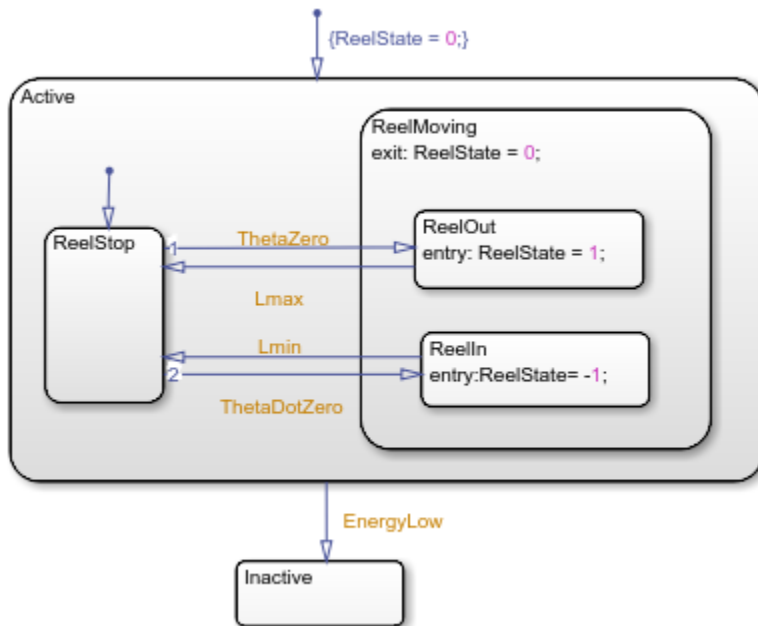 {ReelState = 0;}
Active
ReelMoving
exit: ReelState = 0;
ReelStop
1
ThetaZero
ReelOut
entry: ReelState = 1;
Lmax
Lmin
2
ThetaDotZero
ReelIn
entry:ReelState= -1;
EnergyLow
Inactive